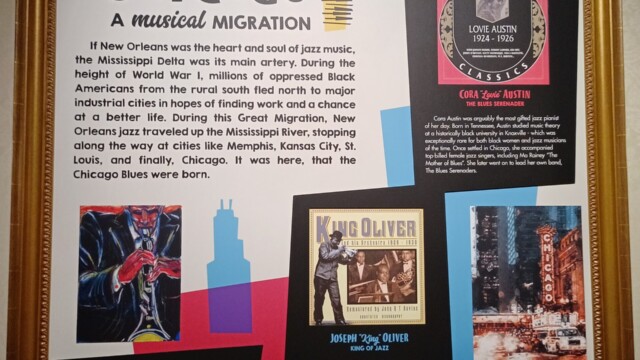 A musical MIGRATION
If New Orleans was the heart and soul of jazz music,
the Mississippi Delta was its main artery. During the
height of World War I, millions of oppressed Black
Americans from the rural south fled north to major
industrial cities in hopes of finding work and a chance
at a better life. During this Great Migration, New
Orleans jazz traveled up the Mississippi River, stopping
along the way at cities like Memphis, Kansas City, St.
Louis, and finally, Chicago. It was here, that the
Chicago Blues were born.
LOVIE AUSTIN
1924 - 1926
CLASSICS
CORA "Lovie" AUSTIN
THE BLUES SERENADER
Cora Austin was arguably the most gifted jazz pianist
of her day. Born in Tennessee, Austin studied music theory
at a historically black university in Knoxville - which was
exceptionally rare for both black women and jazz musicians
of the time. Once settled in Chicago, she accompanied
top-billed female jazz singers, including Ma Rainey "The
Mother of Blues". She later went on to lead her own band,
The Blues Serenaders.
KING OLIVER
and his Orchestra 1928 - 1930
Remastered by John R T Davies
JOSEPH "King" OLIVER
KING OF JAZZ
CHICAGO